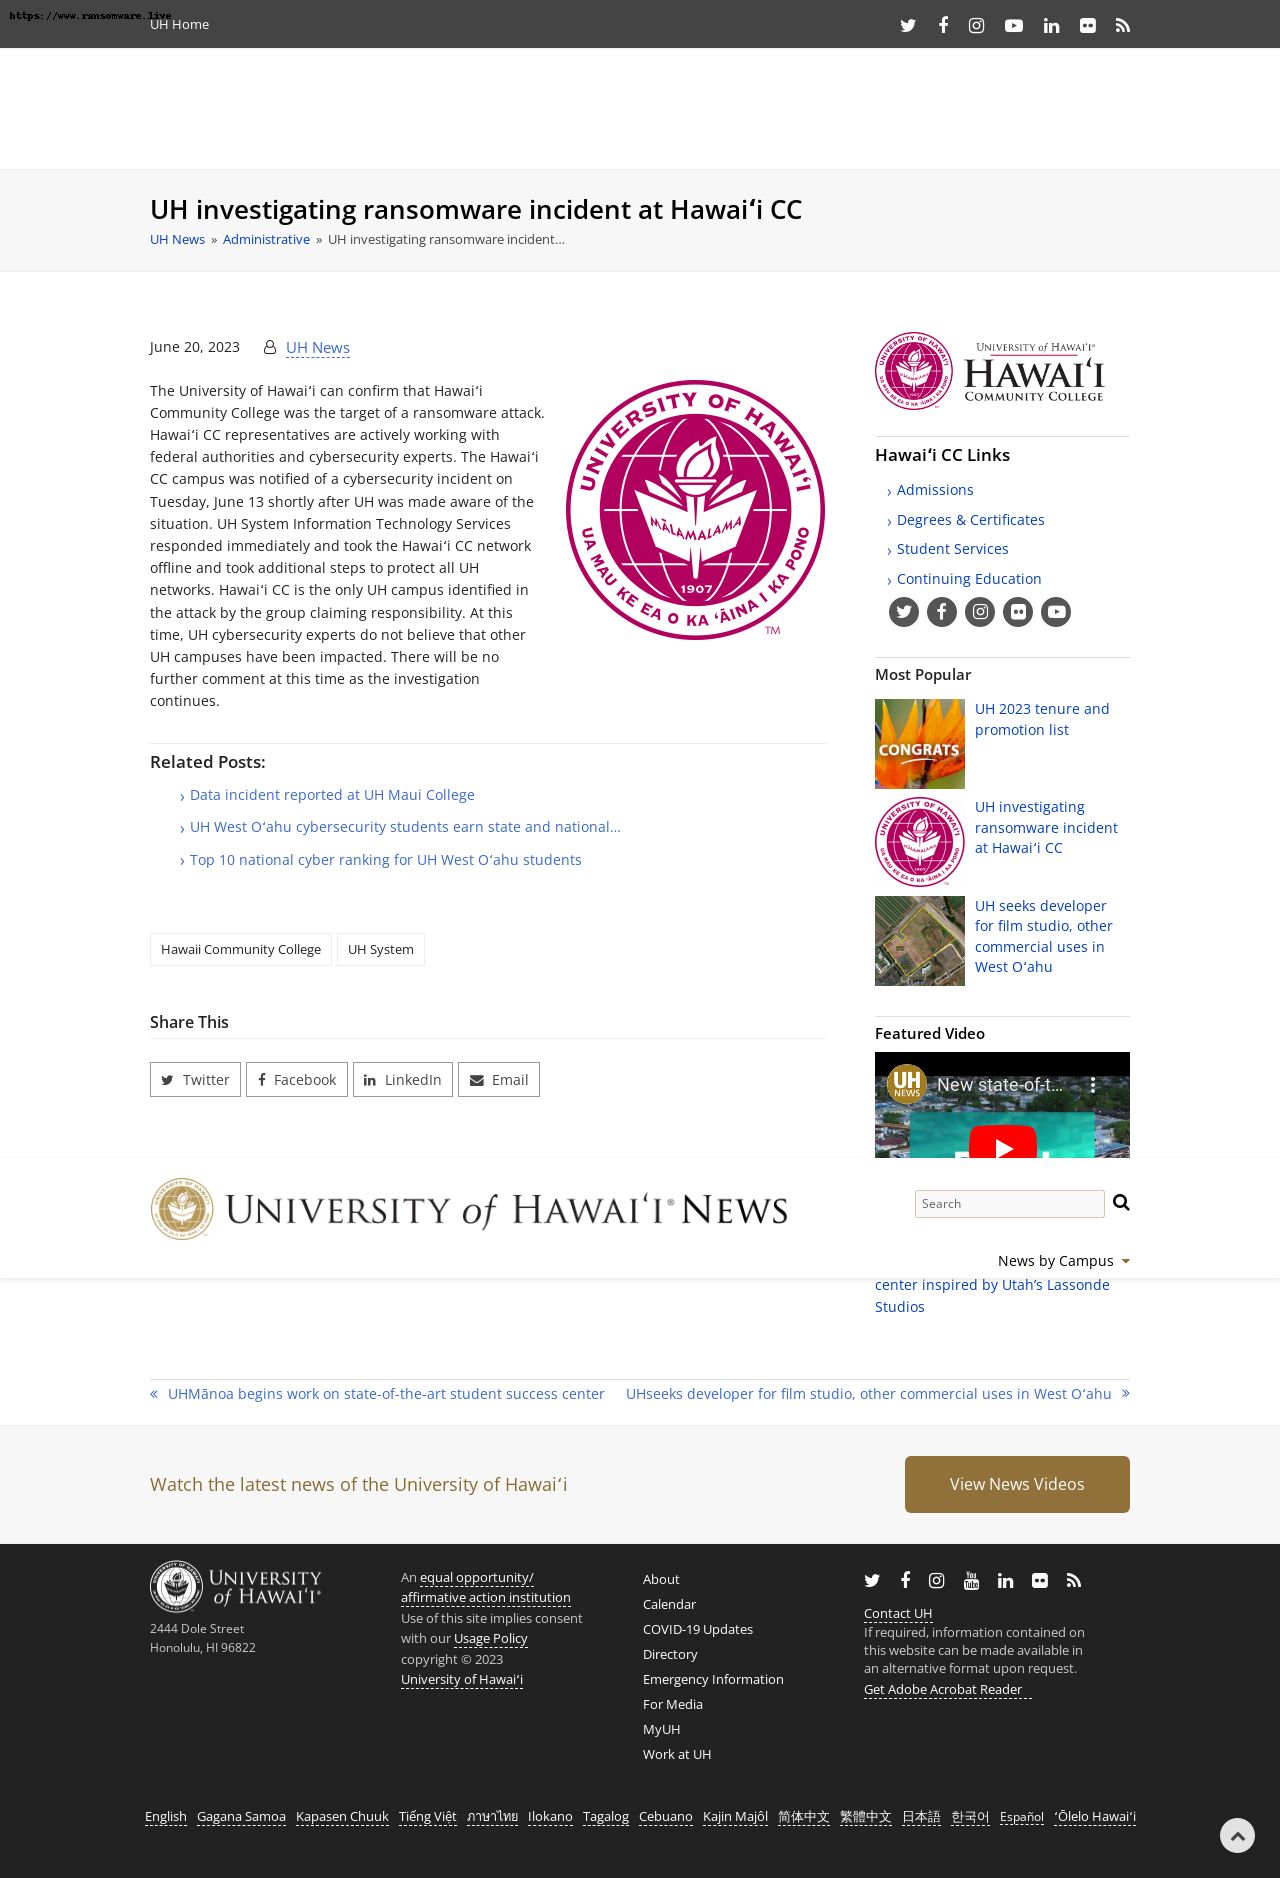 https://www.ransomware.live
UH Home
UH investigating ransomware incident at Hawaiʻi CC
UH News » Administrative » UH investigating ransomware incident…
June 20, 2023 UH News
The University of Hawaiʻi can confirm that Hawaiʻi
Community College was the target of a ransomware attack.
Hawaiʻi CC representatives are actively working with
federal authorities and cybersecurity experts. The Hawaiʻi
CC campus was notified of a cybersecurity incident on
Tuesday, June 13 shortly after UH was made aware of the
situation. UH System Information Technology Services
responded immediately and took the Hawaiʻi CC network
offline and took additional steps to protect all UH
networks. Hawaiʻi CC is the only UH campus identified in
the attack by the group claiming responsibility. At this
time, UH cybersecurity experts do not believe that other
UH campuses have been impacted. There will be no
further comment at this time as the investigation
continues.
UNIVERSITY OF HAWAIʻI
MĀLAMALAMA
1907
UA MAU KE EA O KA ʻĀINA I KA PONO
TM
Related Posts:
Data incident reported at UH Maui College
UH West Oʻahu cybersecurity students earn state and national…
Top 10 national cyber ranking for UH West Oʻahu students
Hawaii Community College UH System
Share This
Twitter Facebook LinkedIn Email
University of Hawaiʻi®
Hawaiʻi
Community College
Hawaiʻi CC Links
Admissions
Degrees & Certificates
Student Services
Continuing Education
Most Popular
CONGRATS
UH 2023 tenure and
promotion list
UH investigating
ransomware incident
at Hawaiʻi CC
UH seeks developer
for film studio, other
commercial uses in
West Oʻahu
Featured Video
UH
NEWS
New state-of-t…
University of Hawaiʻi® News
Search
News by Campus
center inspired by Utah’s Lassonde
Studios
« UHMānoa begins work on state-of-the-art student success center
UHseeks developer for film studio, other commercial uses in West Oʻahu »
Watch the latest news of the University of Hawaiʻi
View News Videos
University
of Hawaiʻi®
2444 Dole Street
Honolulu, HI 96822
An equal opportunity/
affirmative action institution
Use of this site implies consent
with our Usage Policy
copyright © 2023
University of Hawaiʻi
About
Calendar
COVID-19 Updates
Directory
Emergency Information
For Media
MyUH
Work at UH
You Tube
Contact UH
If required, information contained on
this website can be made available in
an alternative format upon request.
Get Adobe Acrobat Reader
English Gagana Samoa Kapasen Chuuk Tiếng Việt ภาษาไทย Ilokano Tagalog Cebuano Kajin Majôl 简体中文 繁體中文 日本語 한국어 Español ʻŌlelo Hawaiʻi